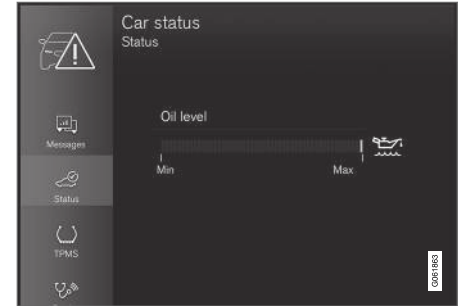 Car status
Status
Messages
Status
TPMS
Oil level
Min Max
G061863